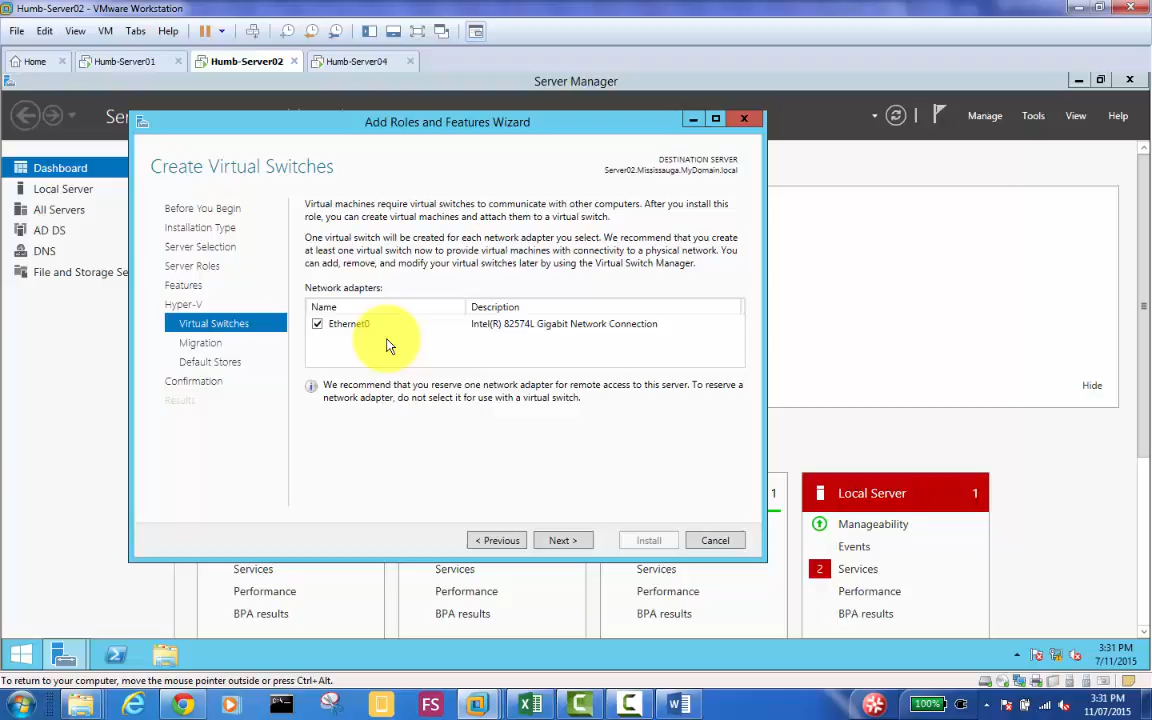 Humb-Server02 - VMware Workstation
File Edit View VM Tabs Help
Home Humb-Server01 Humb-Server02 Humb-Server04
Server Manager
Manage Tools View Help
Add Roles and Features Wizard
Create Virtual Switches
DESTINATION SERVER
Server02.Mississauga.MyDomain.local
Dashboard
Local Server
All Servers
AD DS
DNS
File and Storage Se
Before You Begin
Installation Type
Server Selection
Server Roles
Features
Hyper-V
Virtual Switches
Migration
Default Stores
Confirmation
Results
Virtual machines require virtual switches to communicate with other computers. After you install this
role, you can create virtual machines and attach them to a virtual switch.
One virtual switch will be created for each network adapter you select. We recommend that you create
at least one virtual switch now to provide virtual machines with connectivity to a physical network. You
can add, remove, and modify your virtual switches later by using the Virtual Switch Manager.
Network adapters:
Name Description
Ethernet0 Intel(R) 82574L Gigabit Network Connection
We recommend that you reserve one network adapter for remote access to this server. To reserve a
network adapter, do not select it for use with a virtual switch.
< Previous Next > Install Cancel
Hide
1
Local Server 1
Manageability
Events
2 Services
Performance
BPA results
Services Services Services
Performance Performance Performance
BPA results BPA results BPA results
3:31 PM
7/11/2015
To return to your computer, move the mouse pointer outside or press Ctrl+Alt.
FS
100%
3:31 PM
11/07/2015